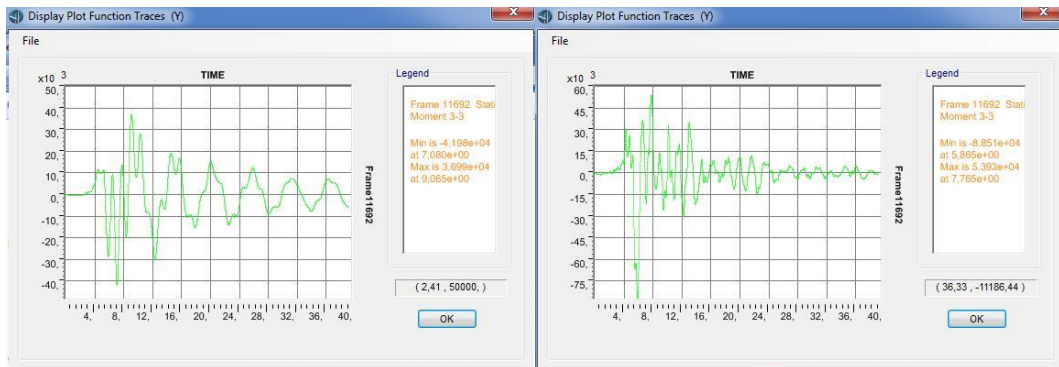 Display Plot Function Traces (Y)
File
TIME
x10 3
50,
40,
30,
20,
10,
0,
-10,
-20,
-30,
-40,
4, 8, 12, 16, 20, 24, 28, 32, 36, 40,
Frame11692
Legend
Frame 11692 Stati
Moment 3-3
Min is -4,198e+04
at 7,080e+00
Max is 3,699e+04
at 9,065e+00
( 2,41 , 50000, )
OK
Display Plot Function Traces (Y)
File
TIME
x10 3
60,
45,
30,
15,
0,
-15,
-30,
-45,
-60,
-75,
4, 8, 12, 16, 20, 24, 28, 32, 36, 40,
Frame11692
Legend
Frame 11692 Stati
Moment 3-3
Min is -8,851e+04
at 5,865e+00
Max is 5,393e+04
at 7,765e+00
( 36,33 , -11186,44 )
OK